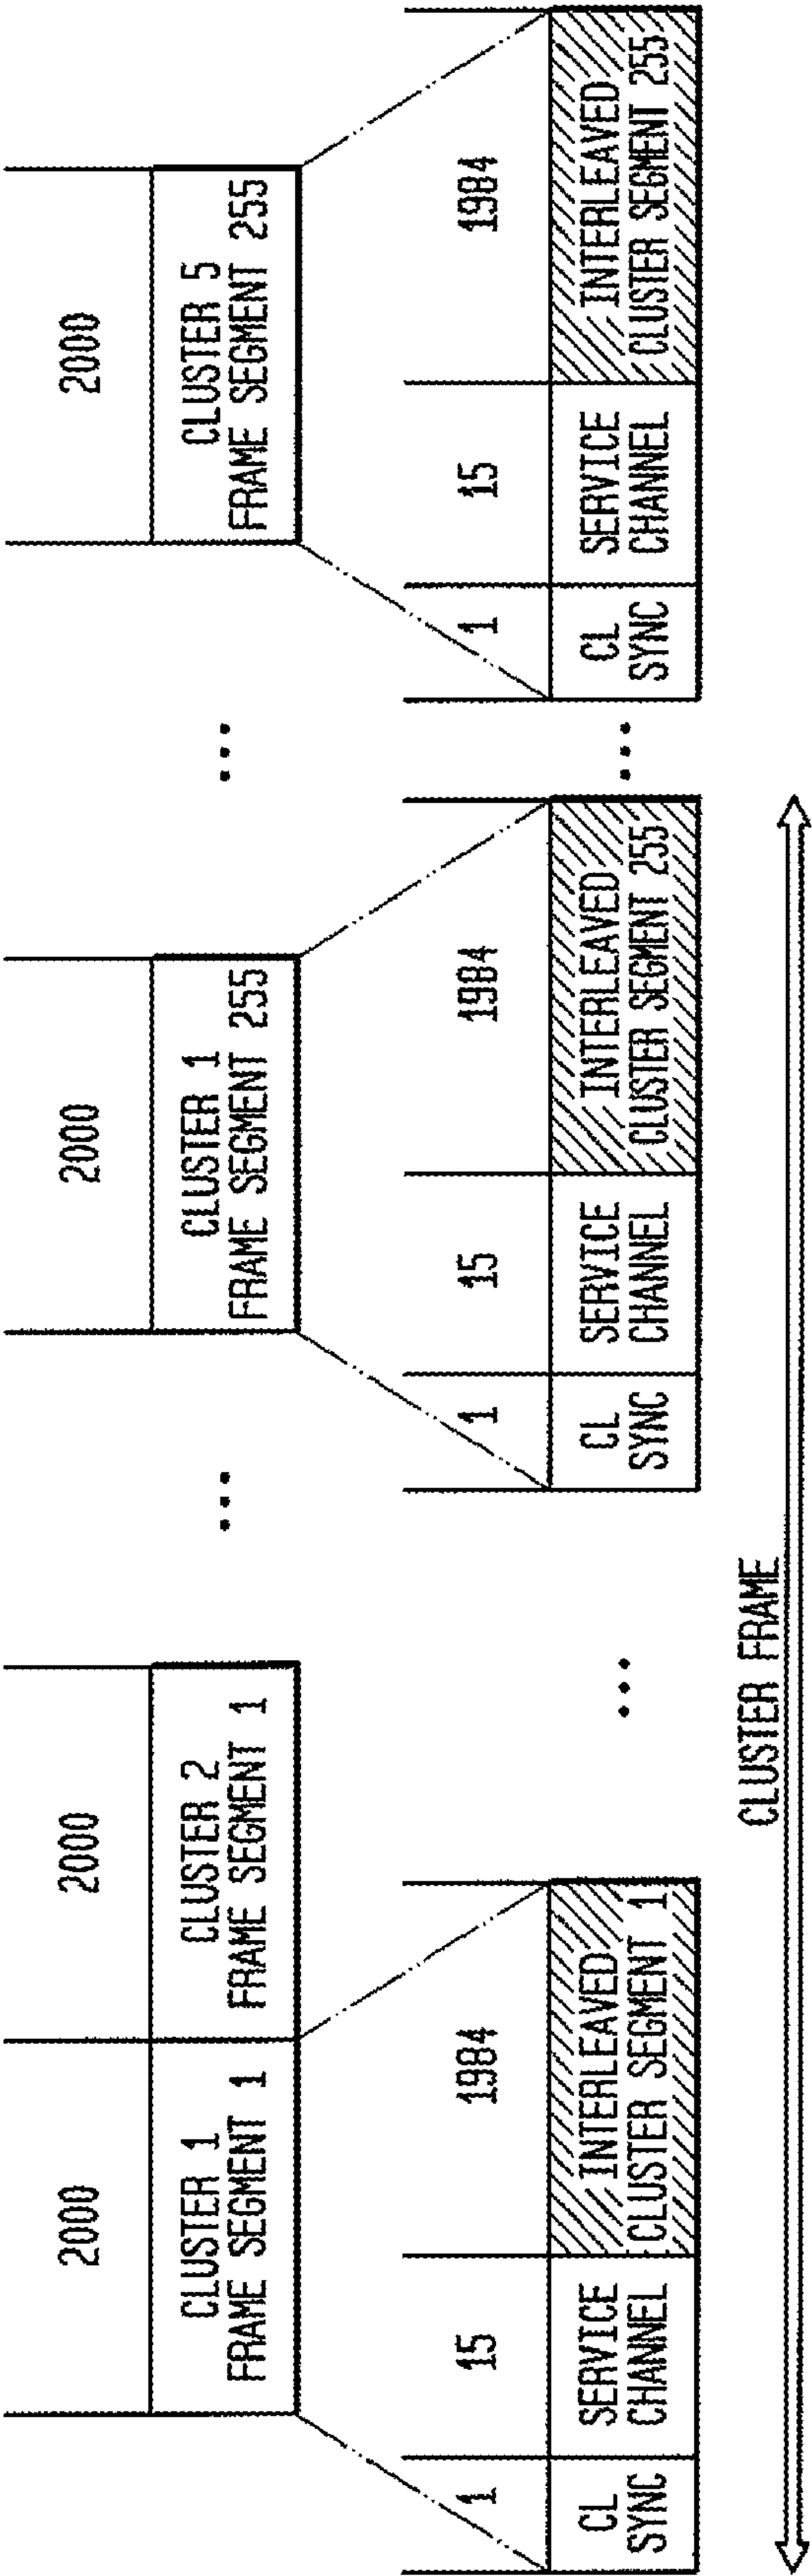 2000
2000
2000
2000
CLUSTER 1
FRAME SEGMENT 1
CLUSTER 2
FRAME SEGMENT 1
...
CLUSTER 1
FRAME SEGMENT 255
...
CLUSTER 5
FRAME SEGMENT 255
1
15
1984
1
15
1984
1
15
1984
CL
SYNC
SERVICE
CHANNEL
INTERLEAVED
CLUSTER SEGMENT 1
...
CL
SYNC
SERVICE
CHANNEL
INTERLEAVED
CLUSTER SEGMENT 255
...
CL
SYNC
SERVICE
CHANNEL
INTERLEAVED
CLUSTER SEGMENT 255
CLUSTER FRAME